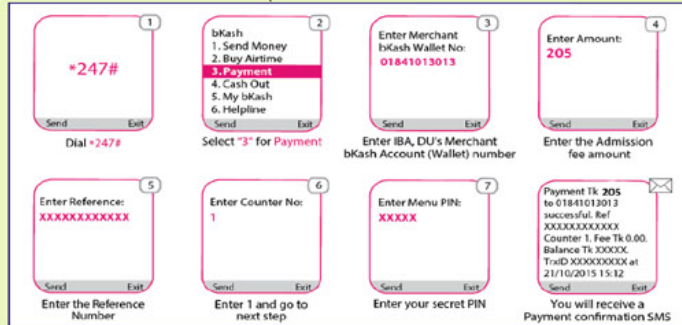 1
*247#
Send Exit
Dial *247#
2
bKash
1. Send Money
2. Buy Airtime
3. Payment
4. Cash Out
5. My bKash
6. Helpline
Send Exit
Select "3" for Payment
3
Enter Merchant
bKash Wallet No:
01841013013
Send Exit
Enter IBA, DU's Merchant
bKash Account (Wallet) number
4
Enter Amount:
205
Send Exit
Enter the Admission
fee amount
5
Enter Reference:
XXXXXXXXXXXX
Send Exit
Enter the Reference
Number
6
Enter Counter No:
1
Send Exit
Enter 1 and go to
next step
7
Enter Menu PIN:
XXXXX
Send Exit
Enter your secret PIN
Payment Tk 205
to 01841013013
successful. Ref
XXXXXXXXXXXX
Counter 1. Fee Tk 0.00.
Balance Tk XXXXX.
TrxID XXXXXXXXX at
21/10/2015 15:12
Send Exit
You will receive a
Payment confirmation SMS